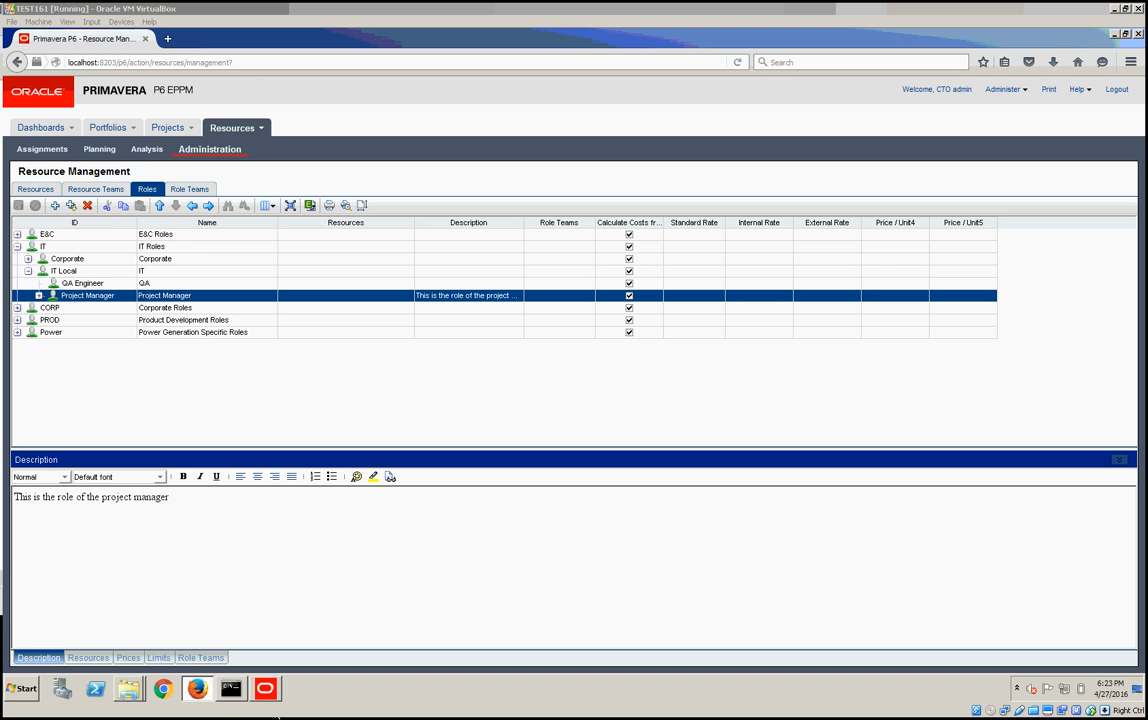 TEST161 [Running] - Oracle VM VirtualBox
File Machine View Input Devices Help
Primavera P6 - Resource Man...
localhost:8203/p6/action/resources/management?
Search
ORACLE
PRIMAVERA P6 EPPM
Welcome, CTO admin Administer Print Help Logout
Dashboards Portfolios Projects Resources
Assignments Planning Analysis Administration
Resource Management
Resources Resource Teams Roles Role Teams
ID Name Resources Description Role Teams Calculate Costs fr... Standard Rate Internal Rate External Rate Price / Unit4 Price / Unit5
E&C E&C Roles
IT IT Roles
Corporate Corporate
IT Local IT
QA Engineer QA
Project Manager Project Manager This is the role of the project ...
CORP Corporate Roles
PROD Product Development Roles
Power Power Generation Specific Roles
Description
Normal Default font B I U
This is the role of the project manager
Description Resources Prices Limits Role Teams
Start
6:23 PM
4/27/2016
Right Ctrl